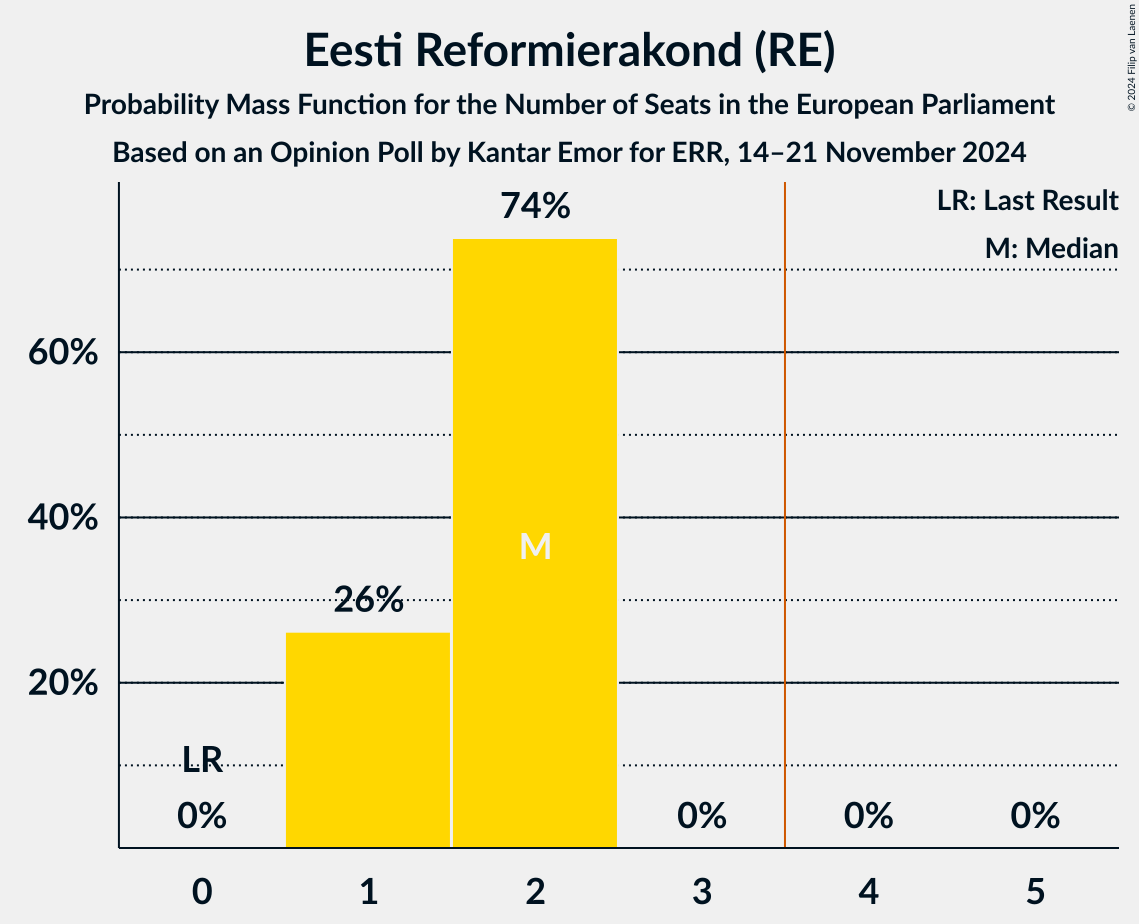 Eesti Reformierakond (RE)
Probability Mass Function for the Number of Seats in the European Parliament
Based on an Opinion Poll by Kantar Emor for ERR, 14–21 November 2024
© 2024 Filip van Laenen
LR: Last Result
M: Median
74%
60%
40%
M
26%
20%
LR
0%
0%
0%
0%
0
1
2
3
4
5